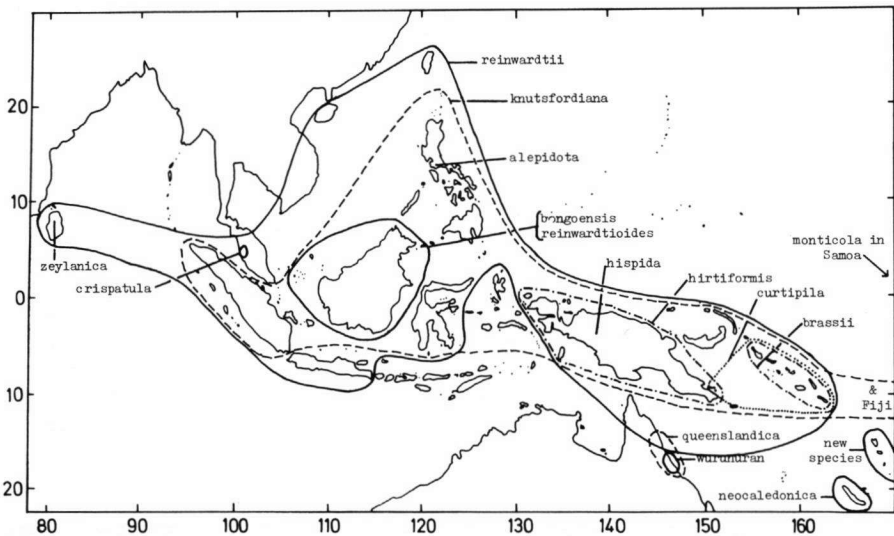 reinwardtii
knutsfordiana
alepidota
bongoensis
reinwardtioides
hispida
hirtiformis
curtipila
brassii
monticola in
Samoa
zeylanica
crispatula
& Fiji
queenslandica
wurunuran
new
species
neocaledonica
20
10
0
10
20
80
90
100
110
120
130
140
150
160